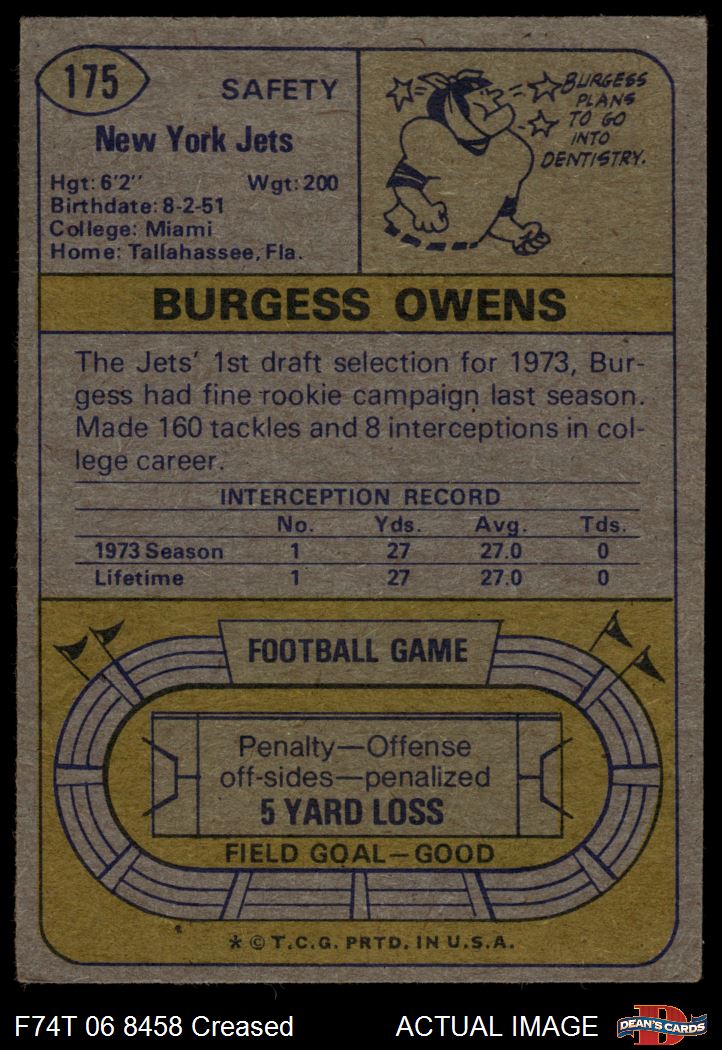 175
SAFETY
New York Jets
Hgt: 6'2" Wgt: 200
Birthdate: 8-2-51
College: Miami
Home: Tallahassee, Fla.
BURGESS
PLANS
TO GO
INTO
DENTISTRY.
BURGESS OWENS
The Jets' 1st draft selection for 1973, Bur-
gess had fine rookie campaign last season.
Made 160 tackles and 8 interceptions in col-
lege career.
INTERCEPTION RECORD
No. Yds. Avg. Tds.
1973 Season 1 27 27.0 0
Lifetime 1 27 27.0 0
FOOTBALL GAME
Penalty—Offense
off-sides—penalized
5 YARD LOSS
FIELD GOAL—GOOD
* © T.C.G. PRTD. IN U.S.A.
F74T 06 8458 Creased ACTUAL IMAGE
D
DEAN'S CARDS